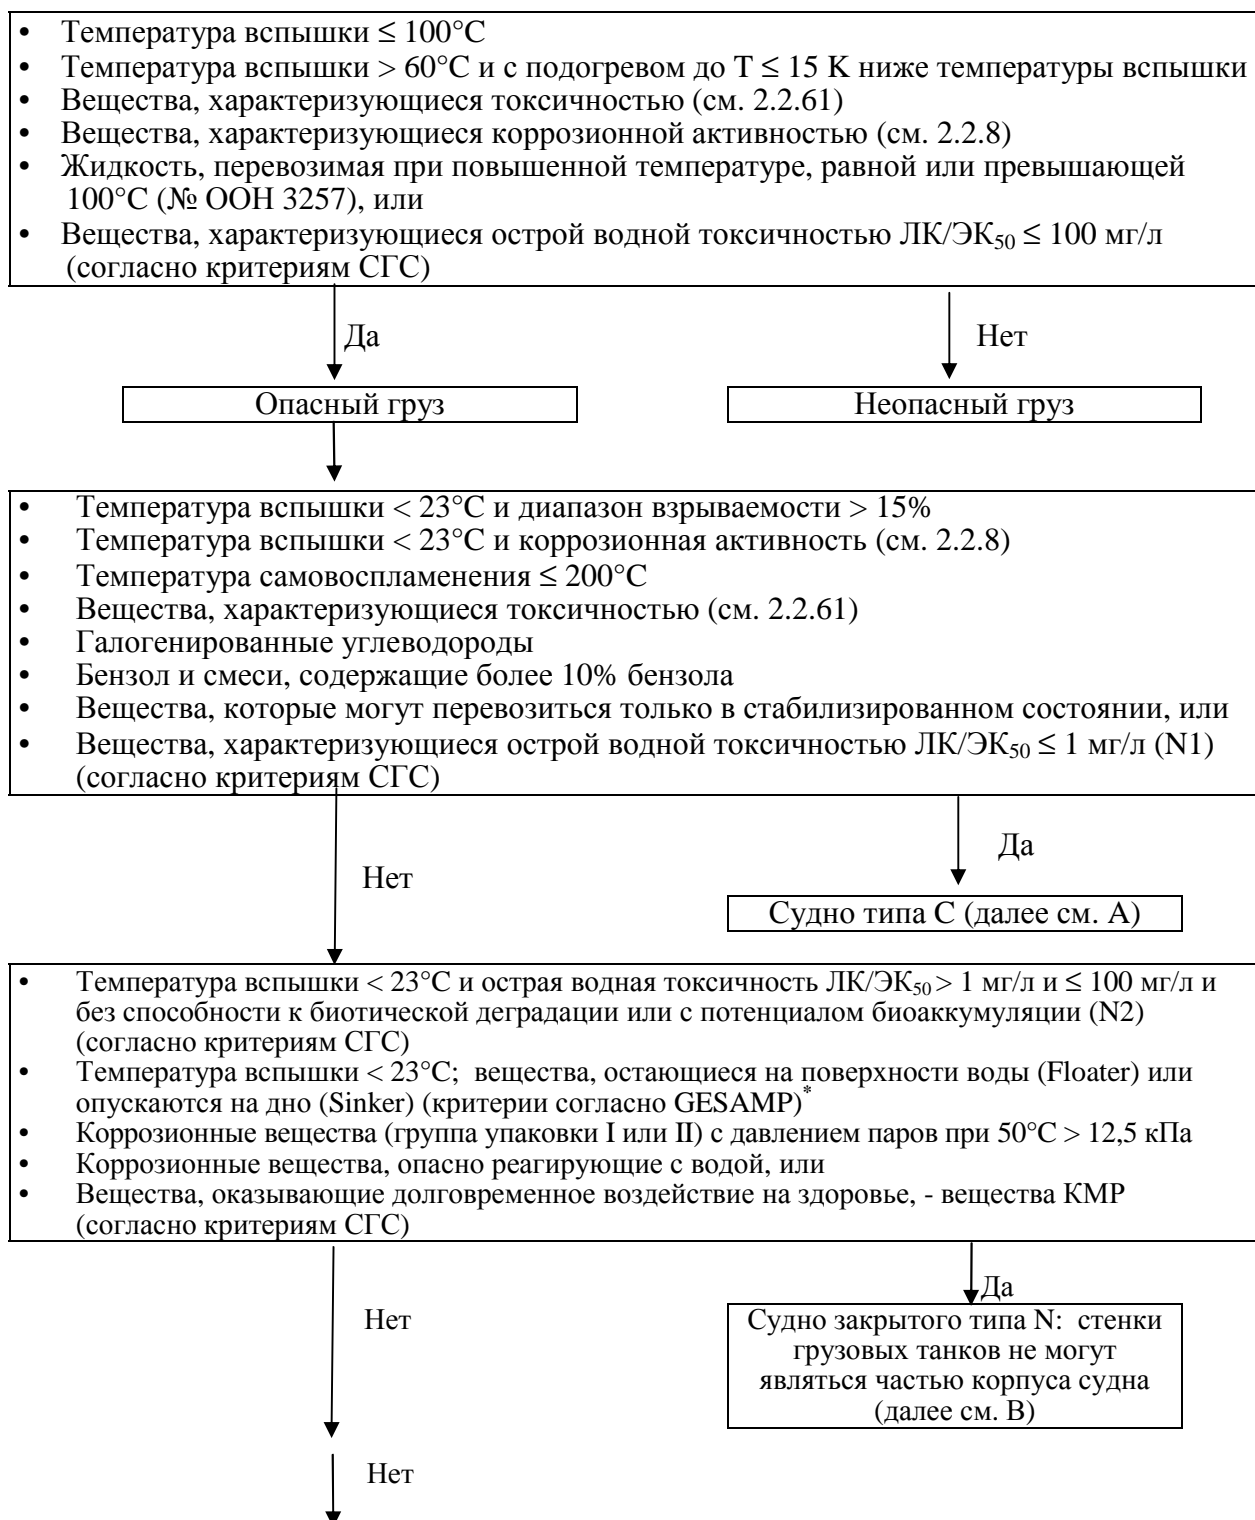 • Температура вспышки ≤ 100°C
• Температура вспышки > 60°C и с подогревом до T ≤ 15 K ниже температуры вспышки
• Вещества, характеризующиеся токсичностью (см. 2.2.61)
• Вещества, характеризующиеся коррозионной активностью (см. 2.2.8)
• Жидкость, перевозимая при повышенной температуре, равной или превышающей
100°C (№ ООН 3257), или
• Вещества, характеризующиеся острой водной токсичностью ЛК/ЭК₅₀ ≤ 100 мг/л
(согласно критериям СГС)
Да
Нет
Опасный груз
Неопасный груз
• Температура вспышки < 23°C и диапазон взрываемости > 15%
• Температура вспышки < 23°C и коррозионная активность (см. 2.2.8)
• Температура самовоспламенения ≤ 200°C
• Вещества, характеризующиеся токсичностью (см. 2.2.61)
• Галогенированные углеводороды
• Бензол и смеси, содержащие более 10% бензола
• Вещества, которые могут перевозиться только в стабилизированном состоянии, или
• Вещества, характеризующиеся острой водной токсичностью ЛК/ЭК₅₀ ≤ 1 мг/л (N1)
(согласно критериям СГС)
Да
Нет
Судно типа С (далее см. А)
• Температура вспышки < 23°C и острая водная токсичность ЛК/ЭК₅₀ > 1 мг/л и ≤ 100 мг/л и
без способности к биотической деградации или с потенциалом биоаккумуляции (N2)
(согласно критериям СГС)
• Температура вспышки < 23°C; вещества, остающиеся на поверхности воды (Floater) или
опускаются на дно (Sinker) (критерии согласно GESAMP)*
• Коррозионные вещества (группа упаковки I или II) с давлением паров при 50°C > 12,5 кПа
• Коррозионные вещества, опасно реагирующие с водой, или
• Вещества, оказывающие долговременное воздействие на здоровье, - вещества КМР
(согласно критериям СГС)
Да
Нет
Судно закрытого типа N: стенки
грузовых танков не могут
являться частью корпуса судна
(далее см. В)
Нет